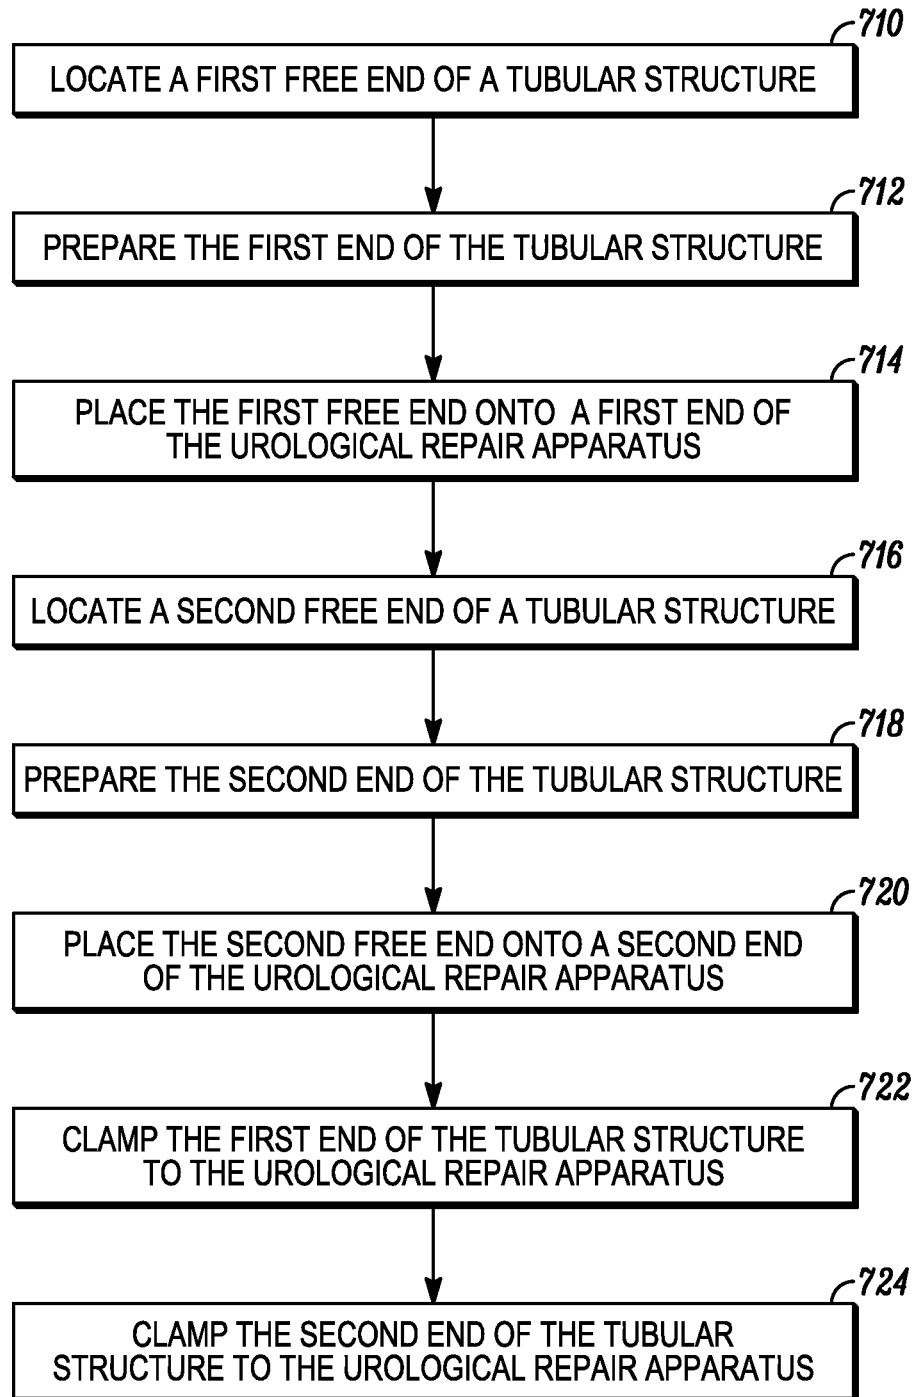 710
LOCATE A FIRST FREE END OF A TUBULAR STRUCTURE
712
PREPARE THE FIRST END OF THE TUBULAR STRUCTURE
714
PLACE THE FIRST FREE END ONTO A FIRST END OF
THE UROLOGICAL REPAIR APPARATUS
716
LOCATE A SECOND FREE END OF A TUBULAR STRUCTURE
718
PREPARE THE SECOND END OF THE TUBULAR STRUCTURE
720
PLACE THE SECOND FREE END ONTO A SECOND END
OF THE UROLOGICAL REPAIR APPARATUS
722
CLAMP THE FIRST END OF THE TUBULAR STRUCTURE
TO THE UROLOGICAL REPAIR APPARATUS
724
CLAMP THE SECOND END OF THE TUBULAR
STRUCTURE TO THE UROLOGICAL REPAIR APPARATUS